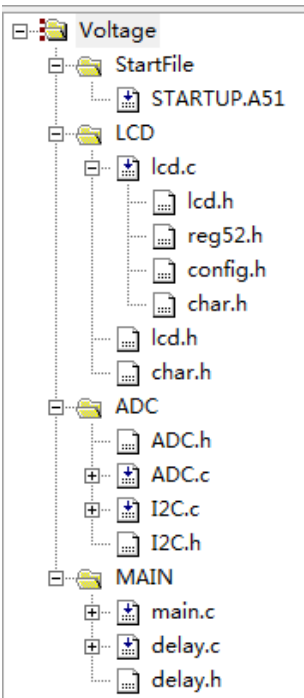 Voltage
StartFile
STARTUP.A51
LCD
lcd.c
lcd.h
reg52.h
config.h
char.h
lcd.h
char.h
ADC
ADC.h
ADC.c
I2C.c
I2C.h
MAIN
main.c
delay.c
delay.h